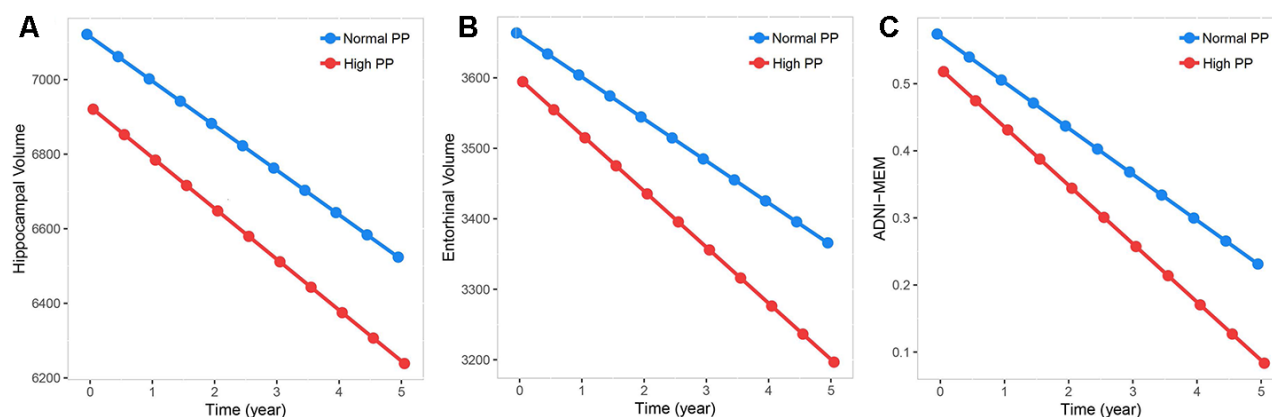 A
Normal PP
High PP
Hippocampal Volume
7000
6800
6600
6400
6200
0 1 2 3 4 5
Time (year)
B
Normal PP
High PP
Entorhinal Volume
3600
3500
3400
3300
3200
0 1 2 3 4 5
Time (year)
C
Normal PP
High PP
ADNI−MEM
0.5
0.4
0.3
0.2
0.1
0 1 2 3 4 5
Time (year)